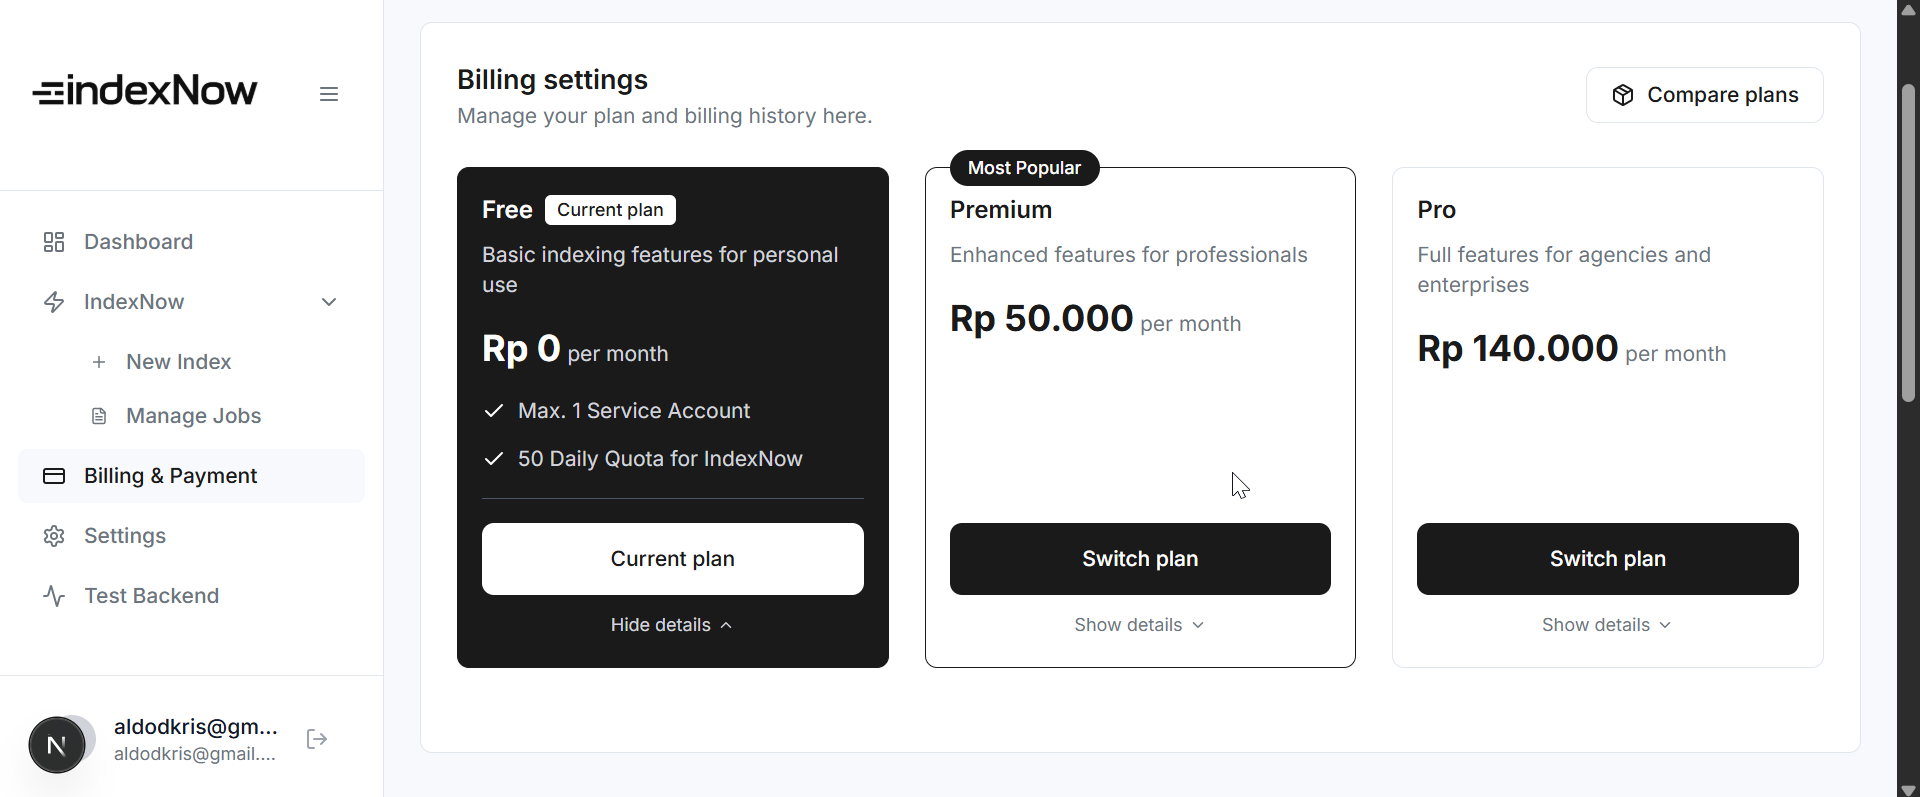 indexNow
Dashboard
IndexNow
New Index
Manage Jobs
Billing & Payment
Settings
Test Backend
N
aldodkris@gm...
aldodkris@gmail....
Billing settings
Manage your plan and billing history here.
Compare plans
Free
Current plan
Basic indexing features for personal
use
Rp 0 per month
Max. 1 Service Account
50 Daily Quota for IndexNow
Current plan
Hide details
Most Popular
Premium
Enhanced features for professionals
Rp 50.000 per month
Switch plan
Show details
Pro
Full features for agencies and
enterprises
Rp 140.000 per month
Switch plan
Show details